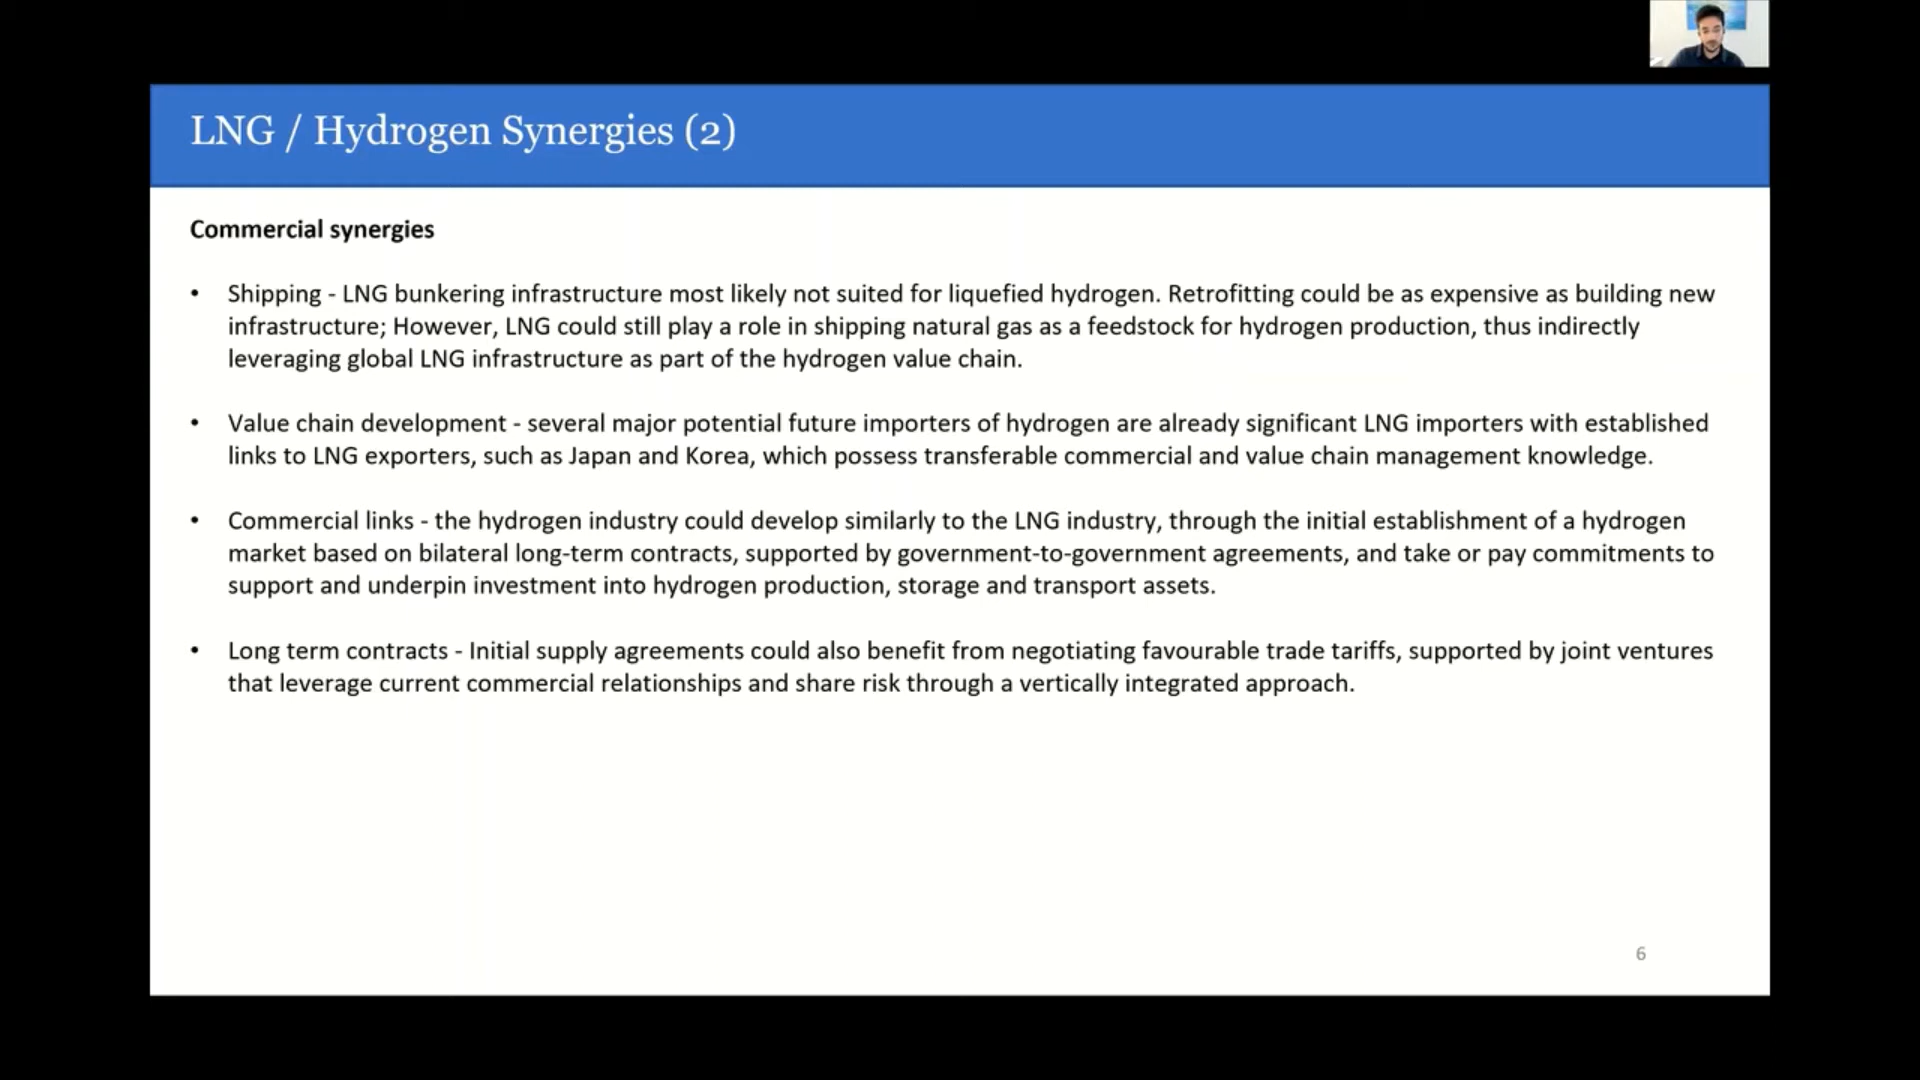 LNG / Hydrogen Synergies (2)
Commercial synergies
• Shipping - LNG bunkering infrastructure most likely not suited for liquefied hydrogen. Retrofitting could be as expensive as building new
infrastructure; However, LNG could still play a role in shipping natural gas as a feedstock for hydrogen production, thus indirectly
leveraging global LNG infrastructure as part of the hydrogen value chain.
• Value chain development - several major potential future importers of hydrogen are already significant LNG importers with established
links to LNG exporters, such as Japan and Korea, which possess transferable commercial and value chain management knowledge.
• Commercial links - the hydrogen industry could develop similarly to the LNG industry, through the initial establishment of a hydrogen
market based on bilateral long-term contracts, supported by government-to-government agreements, and take or pay commitments to
support and underpin investment into hydrogen production, storage and transport assets.
• Long term contracts - Initial supply agreements could also benefit from negotiating favourable trade tariffs, supported by joint ventures
that leverage current commercial relationships and share risk through a vertically integrated approach.
6